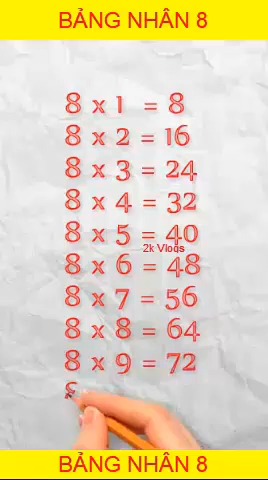 BẢNG NHÂN 8
8 x 1 = 8
8 x 2 = 16
8 x 3 = 24
8 x 4 = 32
8 x 5 = 40
2k Vlogs
8 x 6 = 48
8 x 7 = 56
8 x 8 = 64
8 x 9 = 72
BẢNG NHÂN 8